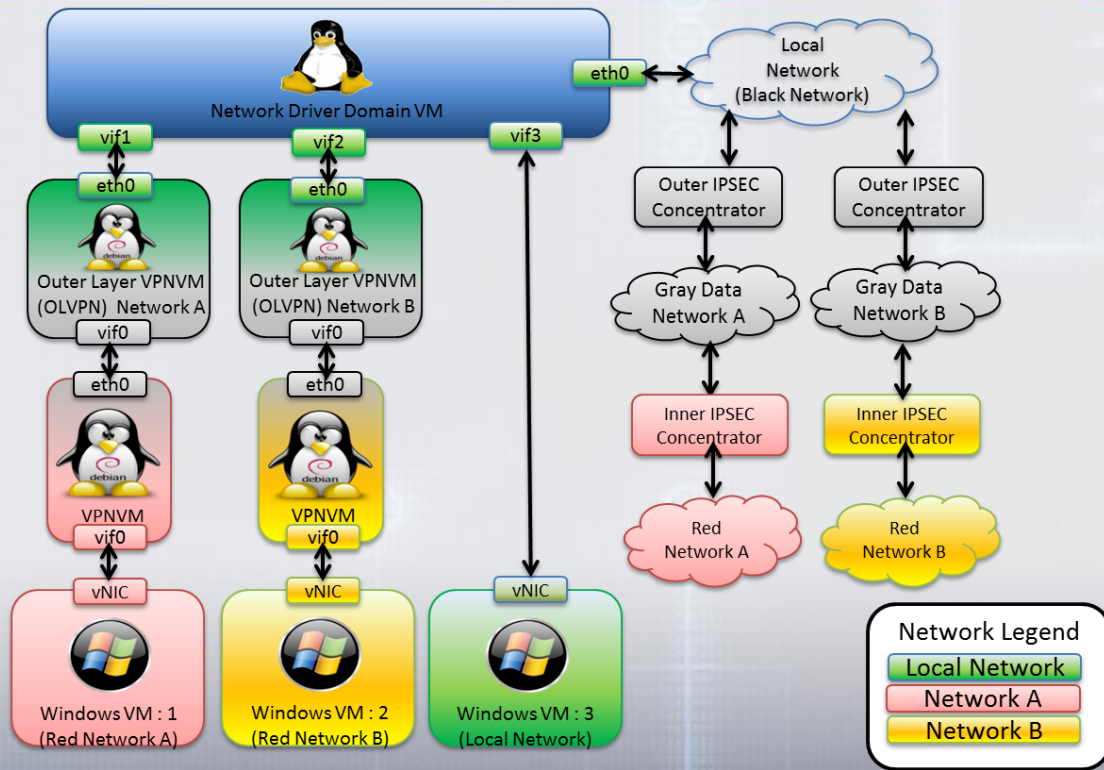 Network Driver Domain VM
eth0
Local
Network
(Black Network)
vif1
vif2
vif3
eth0
eth0
debian
debian
Outer Layer VPNVM
(OLVPN) Network A
Outer Layer VPNVM
(OLVPN) Network B
vif0
vif0
eth0
eth0
debian
debian
VPNVM
VPNVM
vif0
vif0
vNIC
vNIC
vNIC
Windows VM : 1
(Red Network A)
Windows VM : 2
(Red Network B)
Windows VM : 3
(Local Network)
Outer IPSEC
Concentrator
Outer IPSEC
Concentrator
Gray Data
Network A
Gray Data
Network B
Inner IPSEC
Concentrator
Inner IPSEC
Concentrator
Red
Network A
Red
Network B
Network Legend
Local Network
Network A
Network B